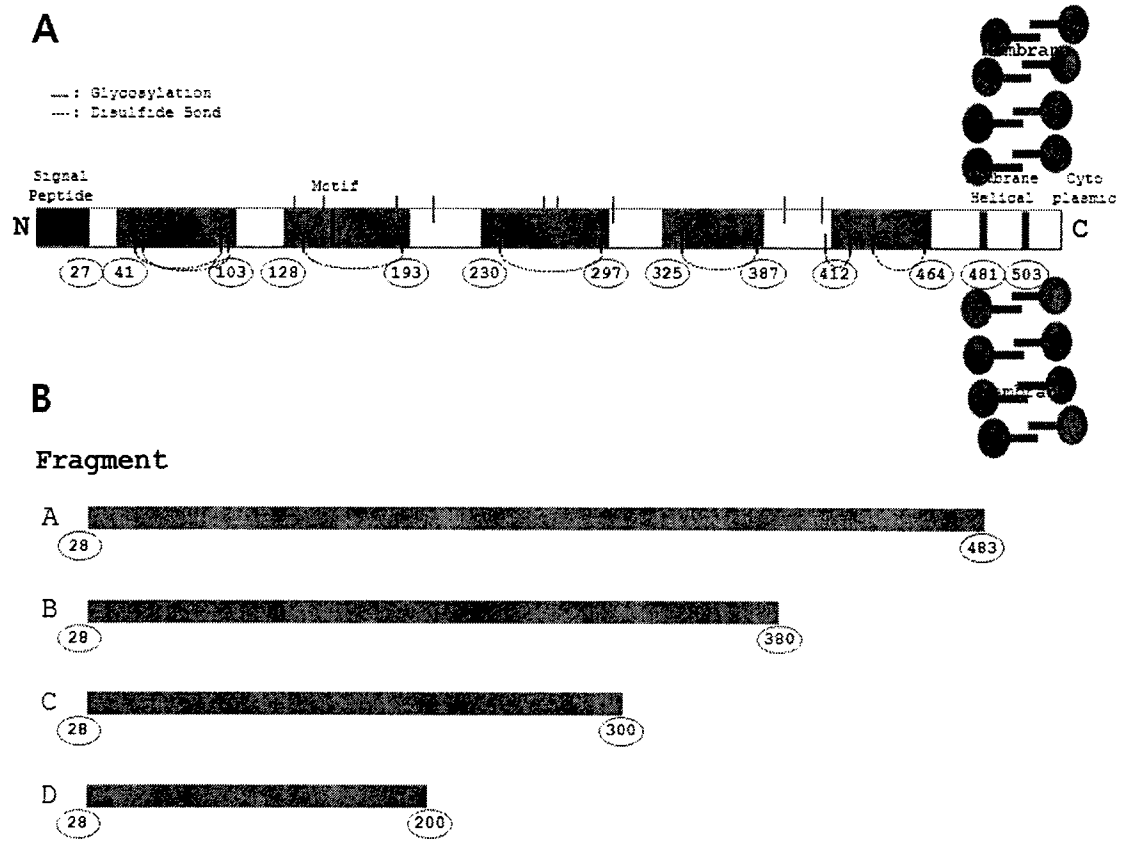 A
: Glycosylation
: Disulfide Bond
Signal
Peptide
Motif
Helical
Cyto
plasmic
N
C
27 41 103 128 193 230 297 325 387 412 464 481 503
B
Fragment
A
28 483
B
28 380
C
28 300
D
28 200